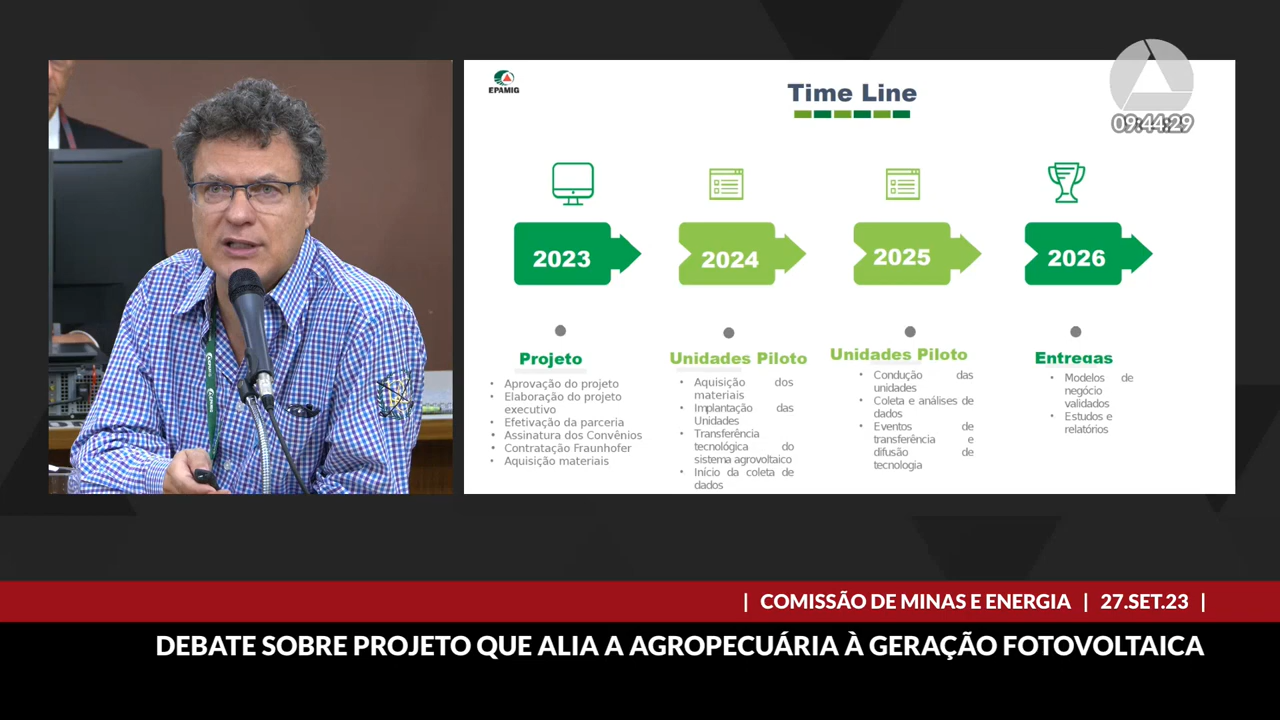 EPAMIG
Time Line
09:44:29
2023
2024
2025
2026
Projeto
• Aprovação do projeto
• Elaboração do projeto
executivo
• Efetivação da parceria
• Assinatura dos Convênios
• Contratação Fraunhofer
• Aquisição materiais
Unidades Piloto
• Aquisição dos
materiais
• Implantação das
Unidades
• Transferência
tecnológica do
sistema agrovoltaico
• Início da coleta de
dados
Unidades Piloto
• Condução das
unidades
• Coleta e análises de
dados
• Eventos de
transferência e
difusão de
tecnologia
Entregas
• Modelos de
negócio
validados
• Estudos e
relatórios
| COMISSÃO DE MINAS E ENERGIA | 27.SET.23 |
DEBATE SOBRE PROJETO QUE ALIA A AGROPECUÁRIA À GERAÇÃO FOTOVOLTAICA